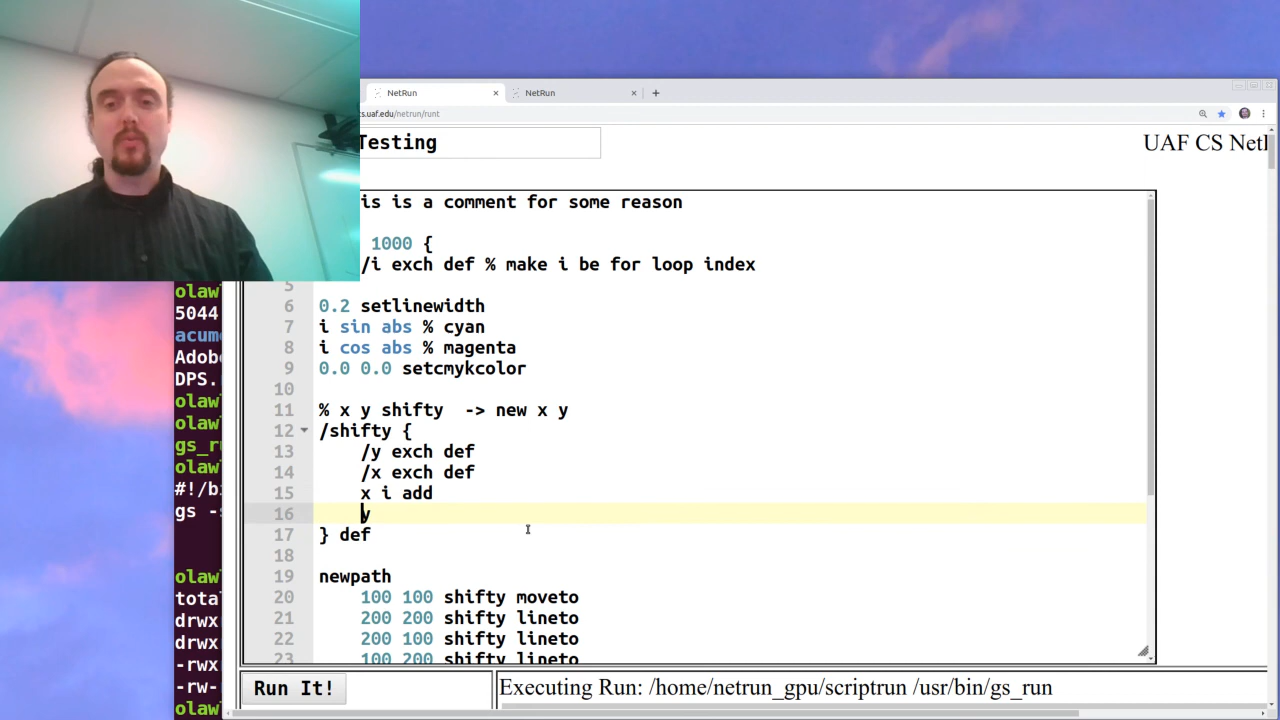 NetRun × NetRun × +
cs.uaf.edu/netrun/runt
Testing
UAF CS Net
is is a comment for some reason
1000 {
/i exch def % make i be for loop index
5
6 0.2 setlinewidth
7 i sin abs % cyan
8 i cos abs % magenta
9 0.0 0.0 setcmykcolor
10
11 % x y shifty -> new x y
12 /shifty {
13 /y exch def
14 /x exch def
15 x i add
16 y
17 } def
18
19 newpath
20 100 100 shifty moveto
21 200 200 shifty lineto
22 200 100 shifty lineto
23 100 200 shifty lineto
Run It!
Executing Run: /home/netrun_gpu/scriptrun /usr/bin/gs_run
olaw
5044
acum
Adob
DPS.
olaw
olaw
gs_r
olaw
#!/b
gs -
olaw
tota
drwx
drwx
-rwx
-rw-
olaw